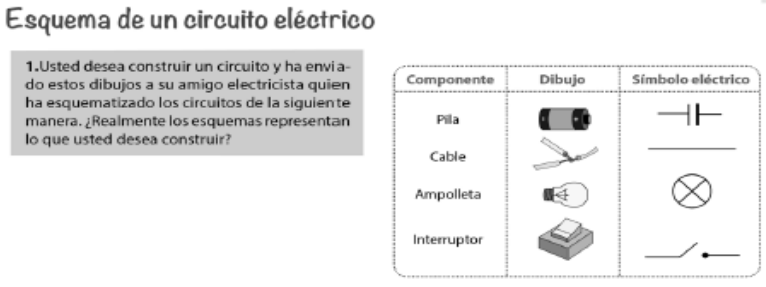 Esquema de un circuito eléctrico
1.Usted desea construir un circuito y ha envia-
do estos dibujos a su amigo electricista quien
ha esquematizado los circuitos de la siguiente
manera. ¿Realmente los esquemas representan
lo que usted desea construir?
Componente Dibujo Símbolo eléctrico
Pila
Cable
Ampolleta
Interruptor